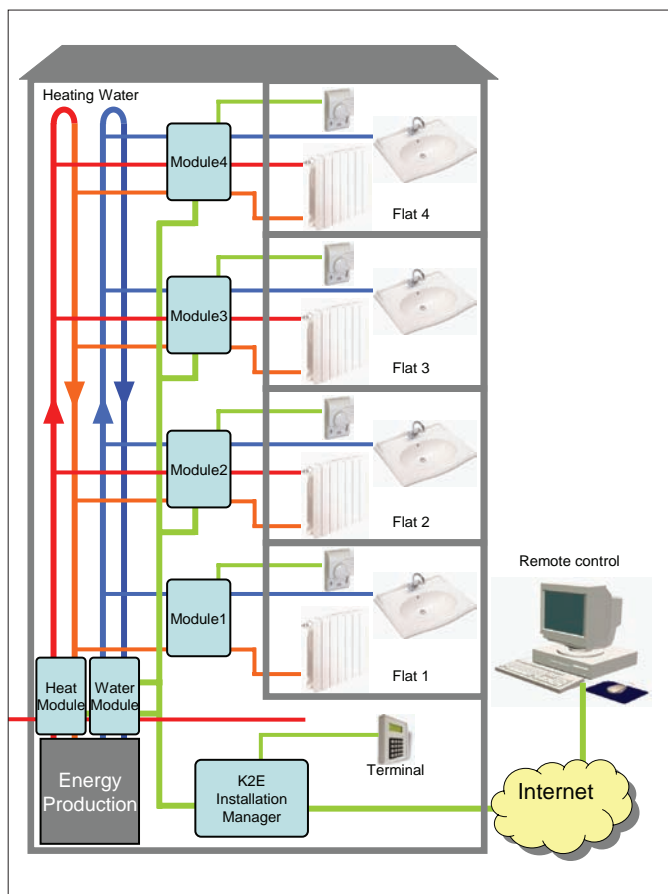 Heating Water
Module4
Flat 4
Module3
Flat 3
Module2
Flat 2
Remote control
Module1
Flat 1
Heat
Module
Water
Module
Energy
Production
K2E
Installation
Manager
Terminal
Internet